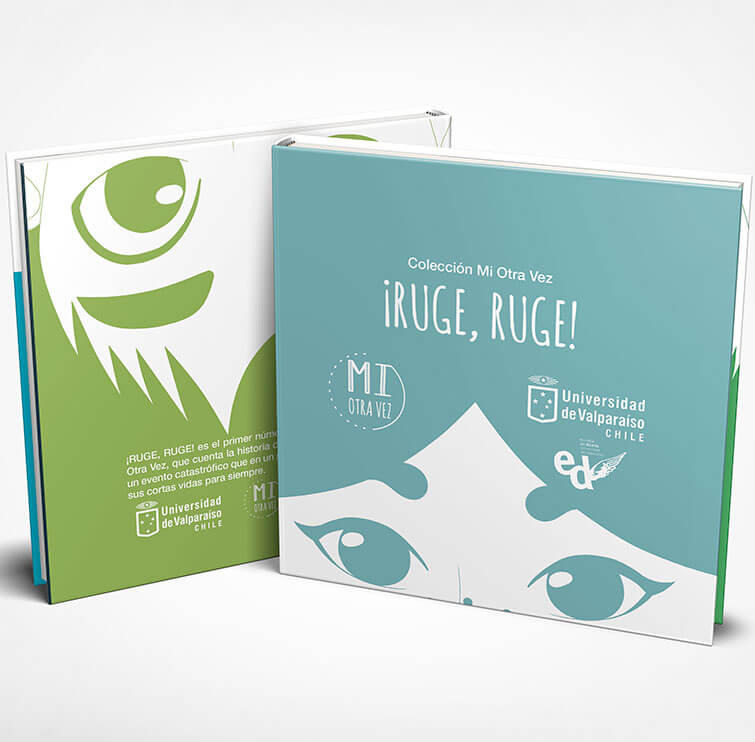 Colección Mi Otra Vez
¡RUGE, RUGE!
MI
OTRA VEZ
Universidad
de Valparaíso
CHILE
ed
¡RUGE, RUGE! es el primer núme
Otra Vez, que cuenta la historia d
un evento catastrófico que en un
sus cortas vidas para siempre.
Universidad
de Valparaíso
CHILE
MI
OTRA VEZ